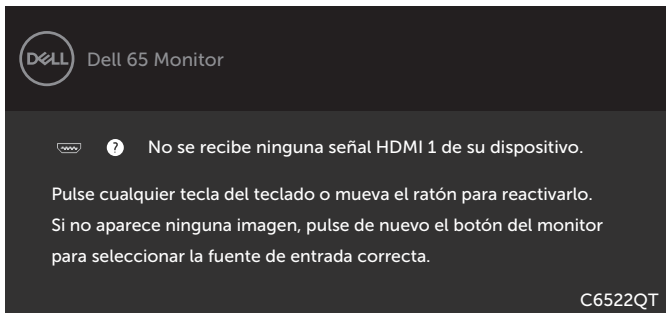 DELL
Dell 65 Monitor
? No se recibe ninguna señal HDMI 1 de su dispositivo.
Pulse cualquier tecla del teclado o mueva el ratón para reactivarlo.
Si no aparece ninguna imagen, pulse de nuevo el botón del monitor
para seleccionar la fuente de entrada correcta.
C6522QT